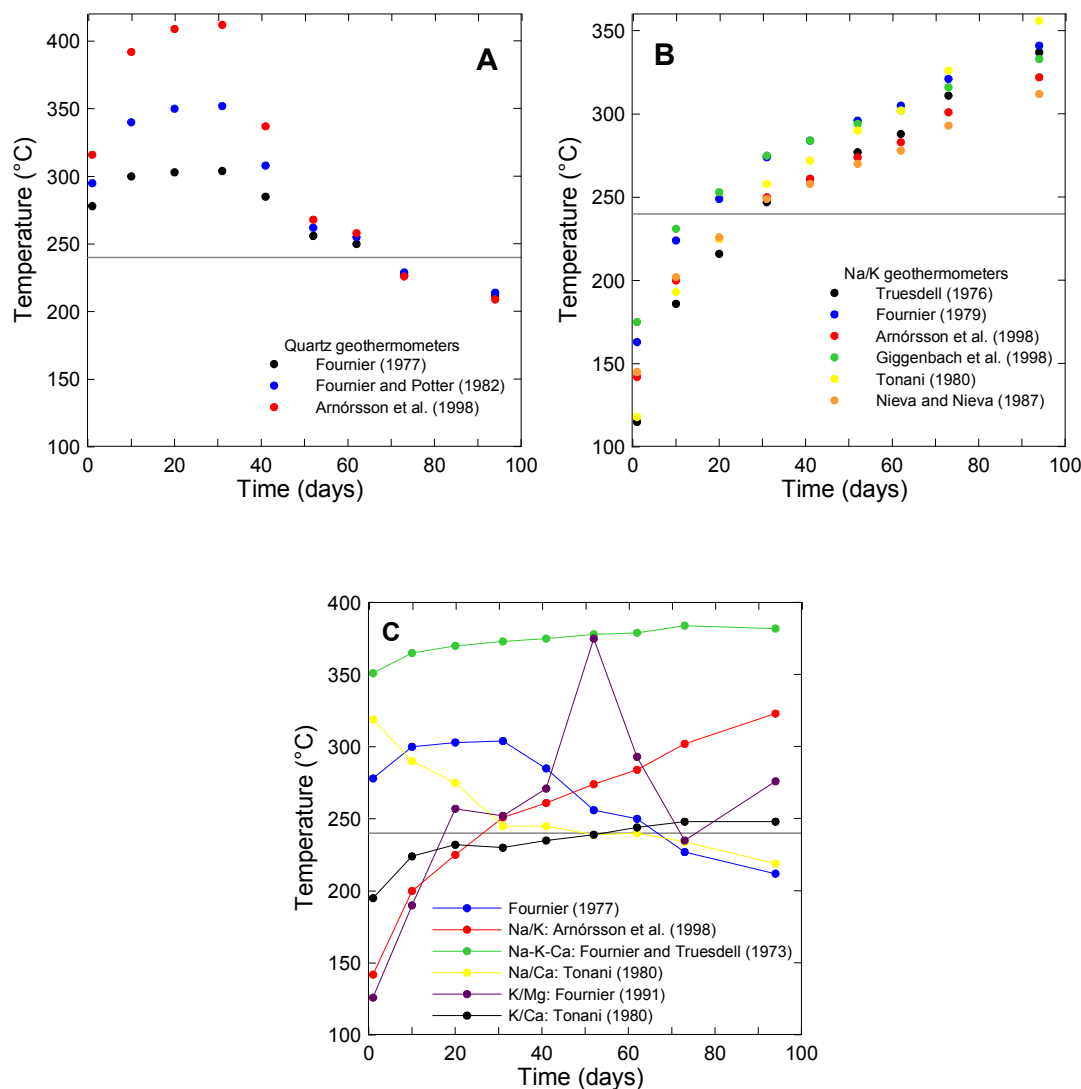 400
350
300
250
200
150
100
Temperature (°C)
A
Quartz geothermometers
Fournier (1977)
Fournier and Potter (1982)
Arnórsson et al. (1998)
0 20 40 60 80 100
Time (days)
350
300
250
200
150
100
Temperature (°C)
B
Na/K geothermometers
Truesdell (1976)
Fournier (1979)
Arnórsson et al. (1998)
Giggenbach et al. (1998)
Tonani (1980)
Nieva and Nieva (1987)
0 20 40 60 80 100
Time (days)
400
350
300
250
200
150
100
Temperature (°C)
C
Fournier (1977)
Na/K: Arnórsson et al. (1998)
Na-K-Ca: Fournier and Truesdell (1973)
Na/Ca: Tonani (1980)
K/Mg: Fournier (1991)
K/Ca: Tonani (1980)
0 20 40 60 80 100
Time (days)